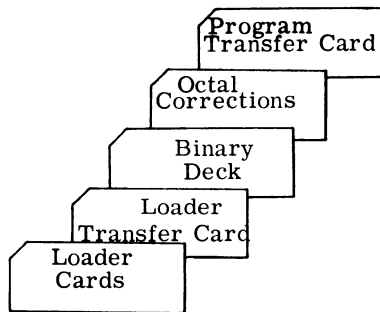 Program
Transfer Card
Octal
Corrections
Binary
Deck
Loader
Transfer Card
Loader
Cards